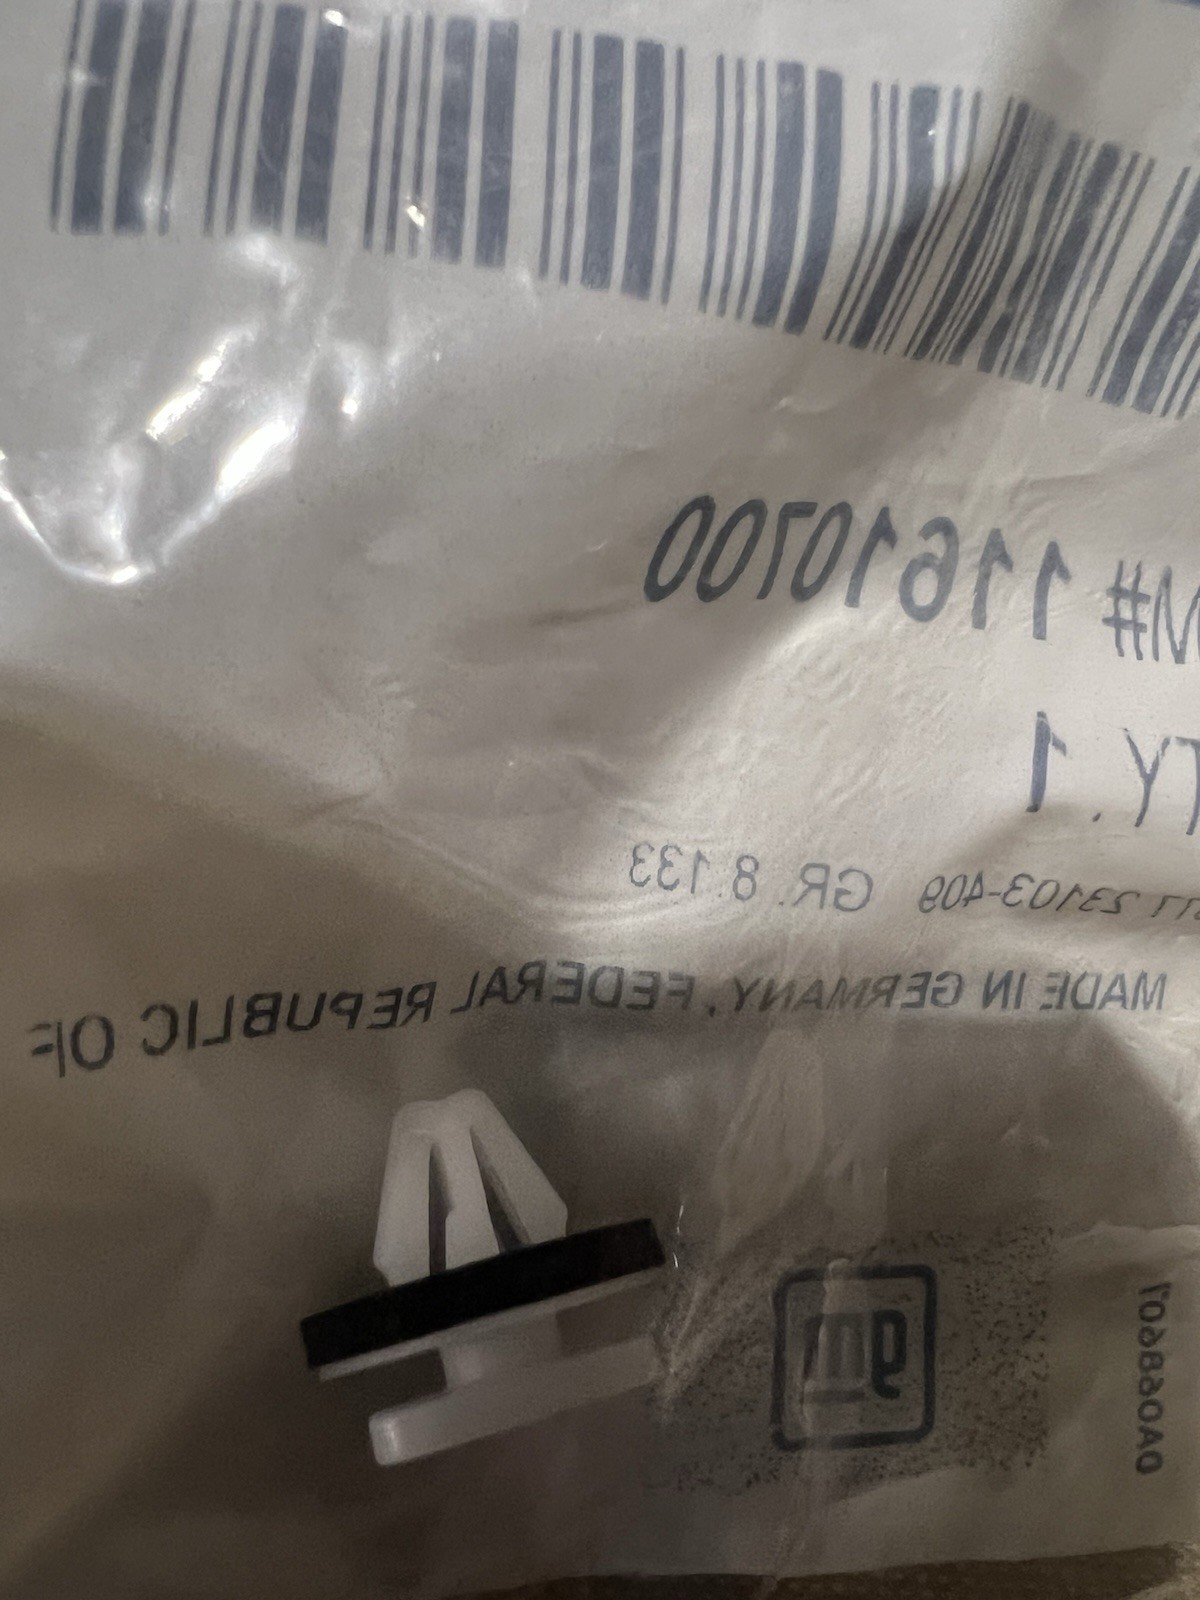 M# 11610700
TY. 1
23103-409 GR. 8.133
MADE IN GERMANY, FEDERAL REPUBLIC OF
gm